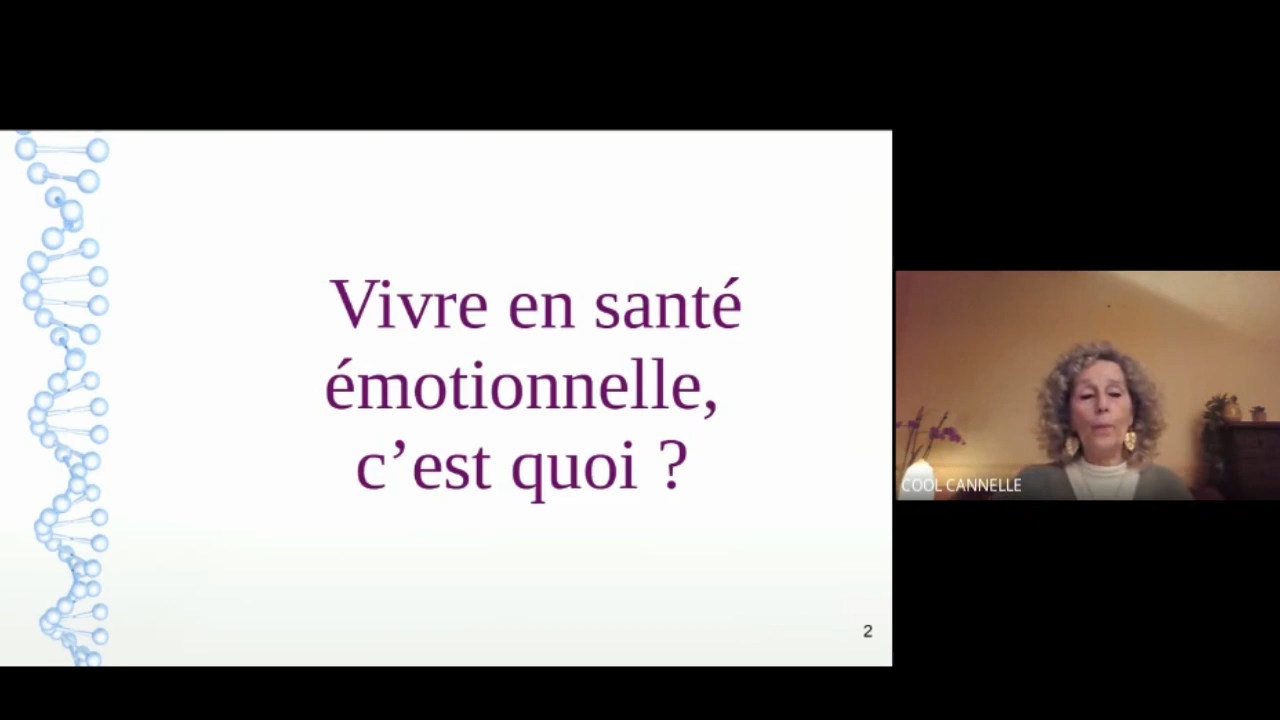 Vivre en santé
émotionnelle,
c’est quoi ?
2
COOL CANNELLE